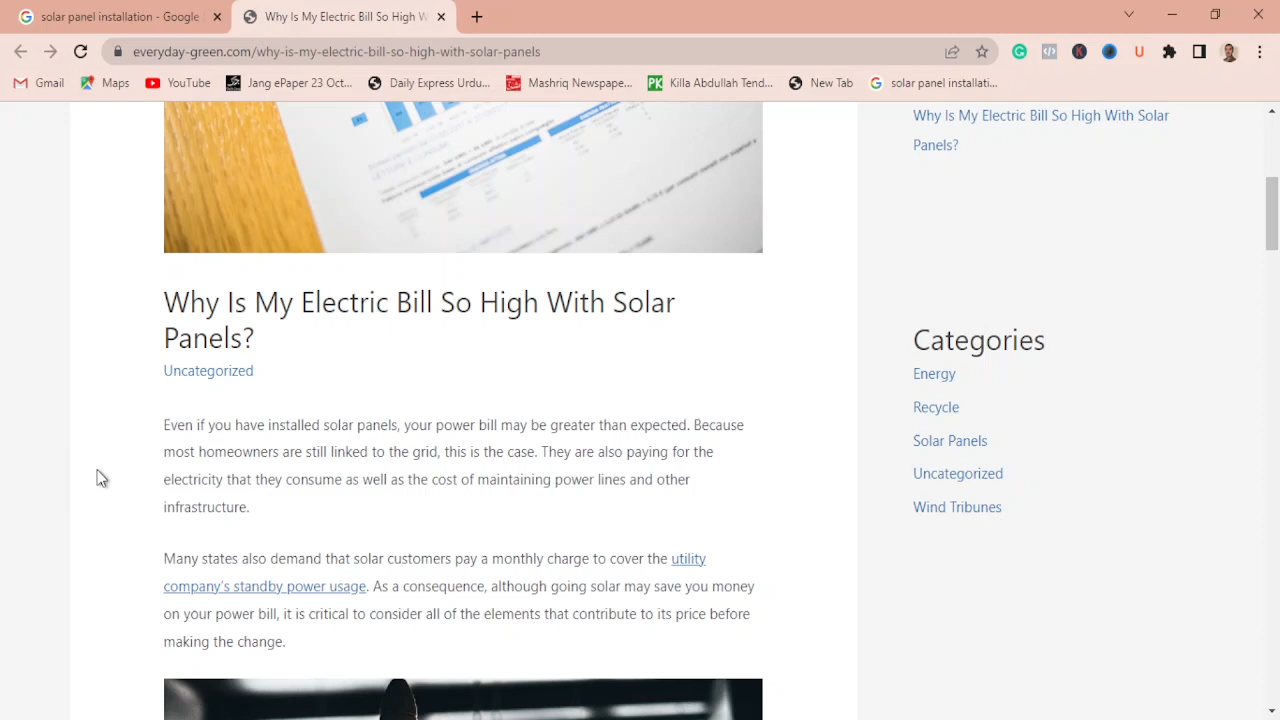 solar panel installation - Google
Why Is My Electric Bill So High W
everyday-green.com/why-is-my-electric-bill-so-high-with-solar-panels
Gmail
Maps
YouTube
Jang ePaper 23 Oct...
Daily Express Urdu...
Mashriq Newspape...
Killa Abdullah Tend...
New Tab
solar panel installati...
Why Is My Electric Bill So High With Solar
Panels?
Uncategorized
Even if you have installed solar panels, your power bill may be greater than expected. Because
most homeowners are still linked to the grid, this is the case. They are also paying for the
electricity that they consume as well as the cost of maintaining power lines and other
infrastructure.
Many states also demand that solar customers pay a monthly charge to cover the utility
company's standby power usage. As a consequence, although going solar may save you money
on your power bill, it is critical to consider all of the elements that contribute to its price before
making the change.
Why Is My Electric Bill So High With Solar
Panels?
Categories
Energy
Recycle
Solar Panels
Uncategorized
Wind Tribunes